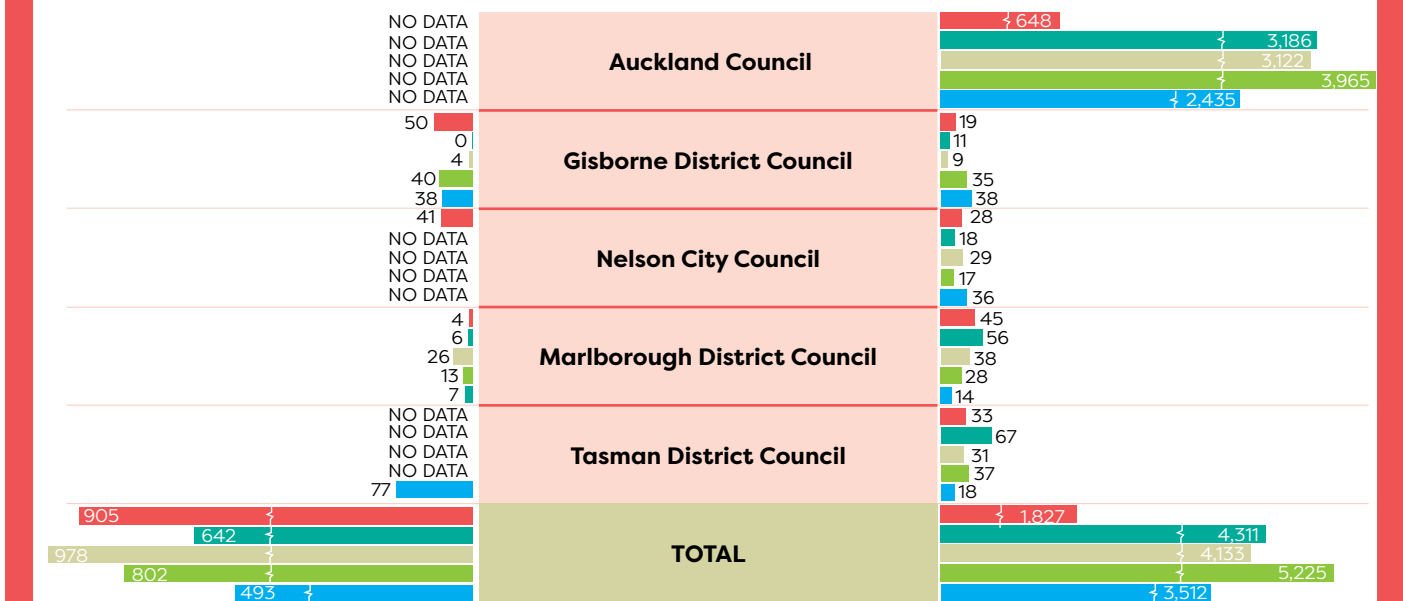 NO DATA 648
NO DATA 3,186
NO DATA Auckland Council 3,122
NO DATA 3,965
NO DATA 2,435
50 19
0 11
4 Gisborne District Council 9
40 35
38 38
41 28
NO DATA 18
NO DATA Nelson City Council 29
NO DATA 17
NO DATA 36
4 45
6 56
26 Marlborough District Council 38
13 28
7 14
NO DATA 33
NO DATA 67
NO DATA Tasman District Council 31
NO DATA 37
77 18
905 1,827
642 4,311
978 TOTAL 4,133
802 5,225
493 3,512